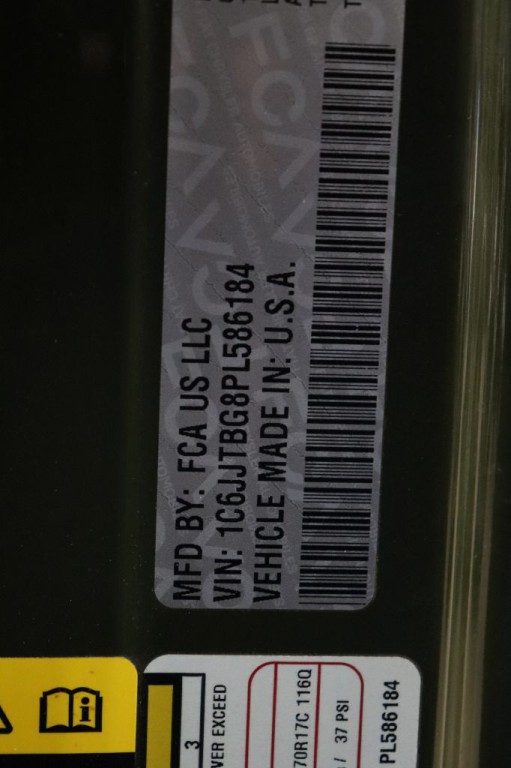 MFD BY: FCA US LLC
VIN: 1C6JJTBG8PL586184
VEHICLE MADE IN: U.S.A.
3
VER EXCEED
70R17C 116Q
/ 37 PSI
PL586184